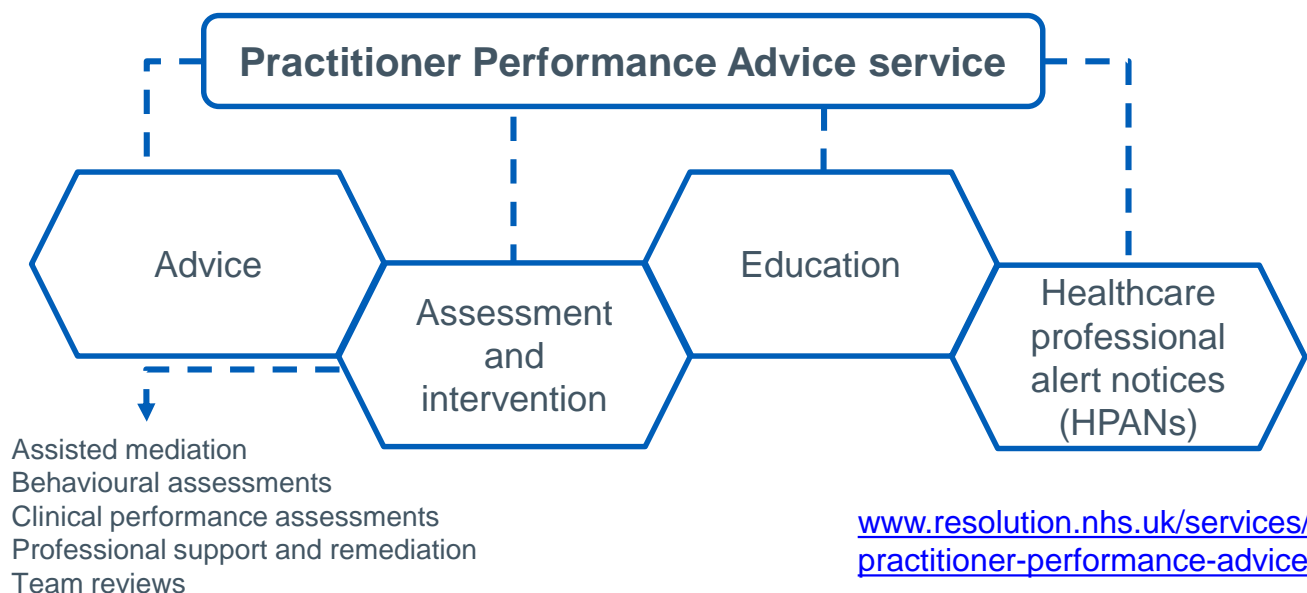 Practitioner Performance Advice service
Advice
Assessment
and
intervention
Education
Healthcare
professional
alert notices
(HPANs)
Assisted mediation
Behavioural assessments
Clinical performance assessments
Professional support and remediation
Team reviews
www.resolution.nhs.uk/services/
practitioner-performance-advice